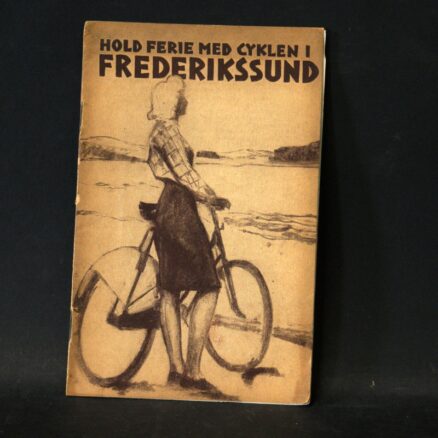 HOLD FERIE MED CYKLEN I
FREDERIKSSUND